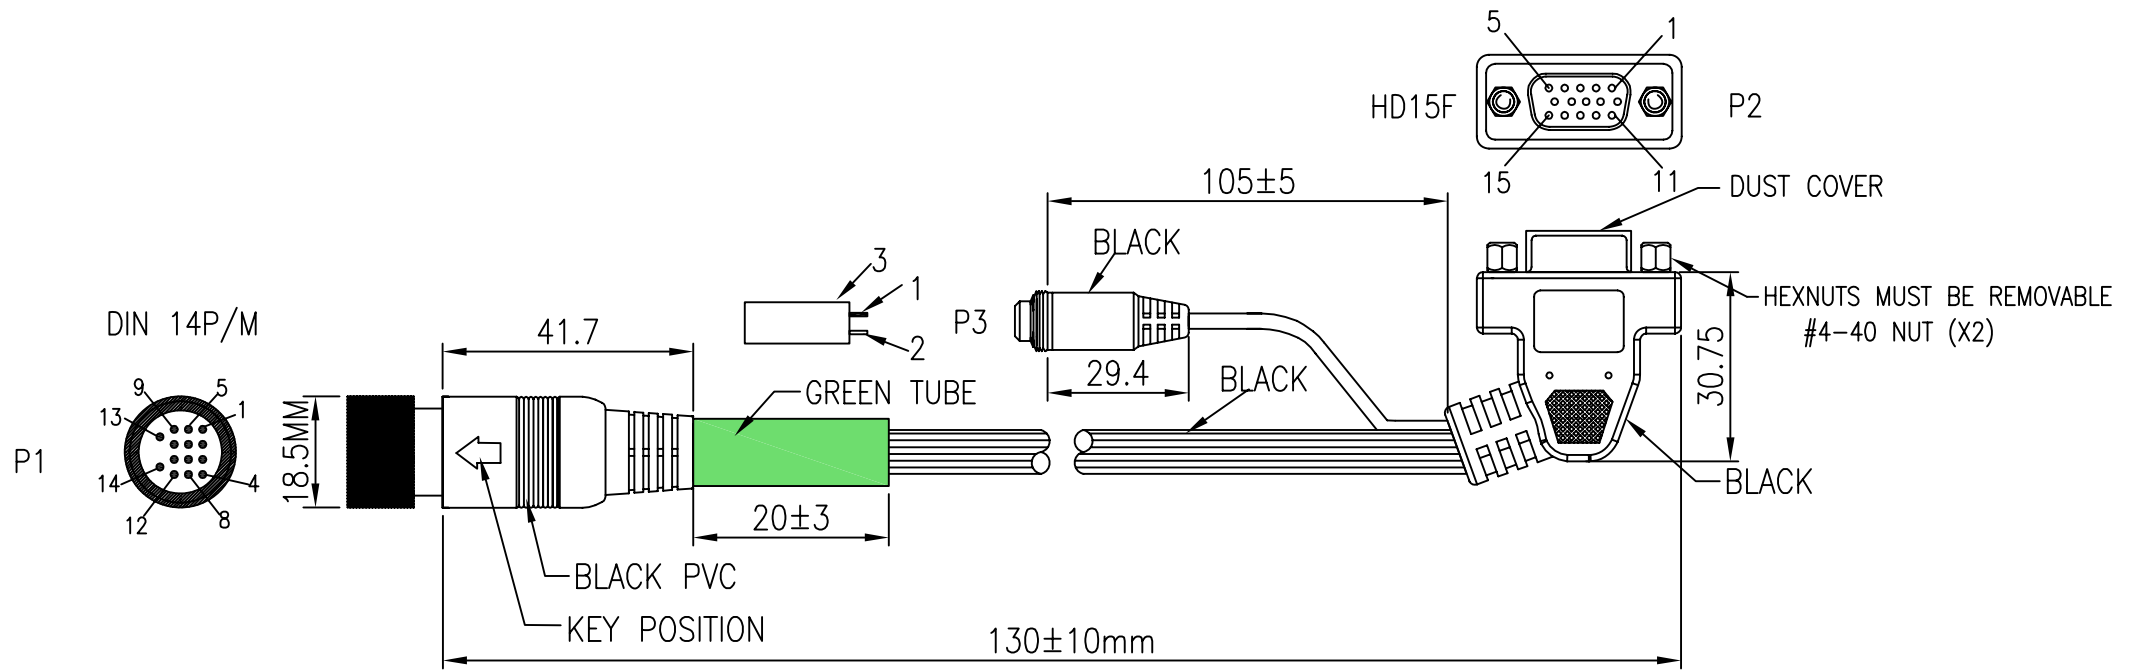 5
1
HD15F
P2
15
11
105±5
DUST COVER
BLACK
3
1
2
P3
HEXNUTS MUST BE REMOVABLE
#4-40 NUT (X2)
DIN 14P/M
41.7
29.4
BLACK
30.75
GREEN TUBE
9
5
13
1
P1
14
4
12
8
18.5MM
BLACK
20±3
BLACK PVC
KEY POSITION
130±10mm